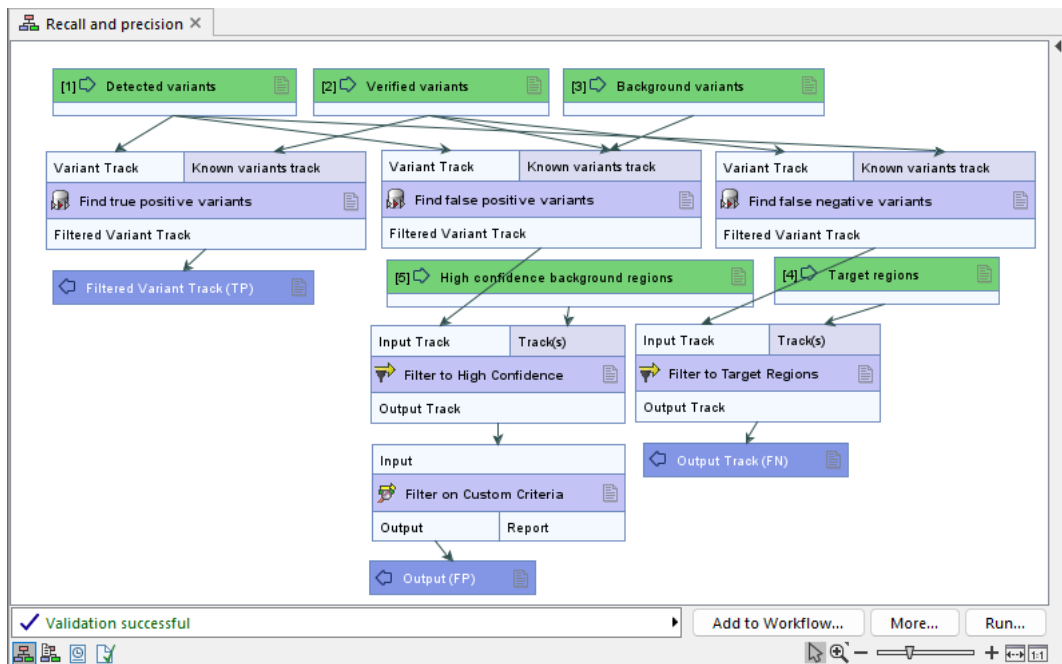 Recall and precision
[1] Detected variants
[2] Verified variants
[3] Background variants
Variant Track Known variants track
Find true positive variants
Filtered Variant Track
Variant Track Known variants track
Find false positive variants
Filtered Variant Track
Variant Track Known variants track
Find false negative variants
Filtered Variant Track
Filtered Variant Track (TP)
[5] High confidence background regions
[4] Target regions
Input Track Track(s)
Filter to High Confidence
Output Track
Input Track Track(s)
Filter to Target Regions
Output Track
Input
Filter on Custom Criteria
Output Report
Output Track (FN)
Output (FP)
Validation successful
Add to Workflow... More... Run...
1:1